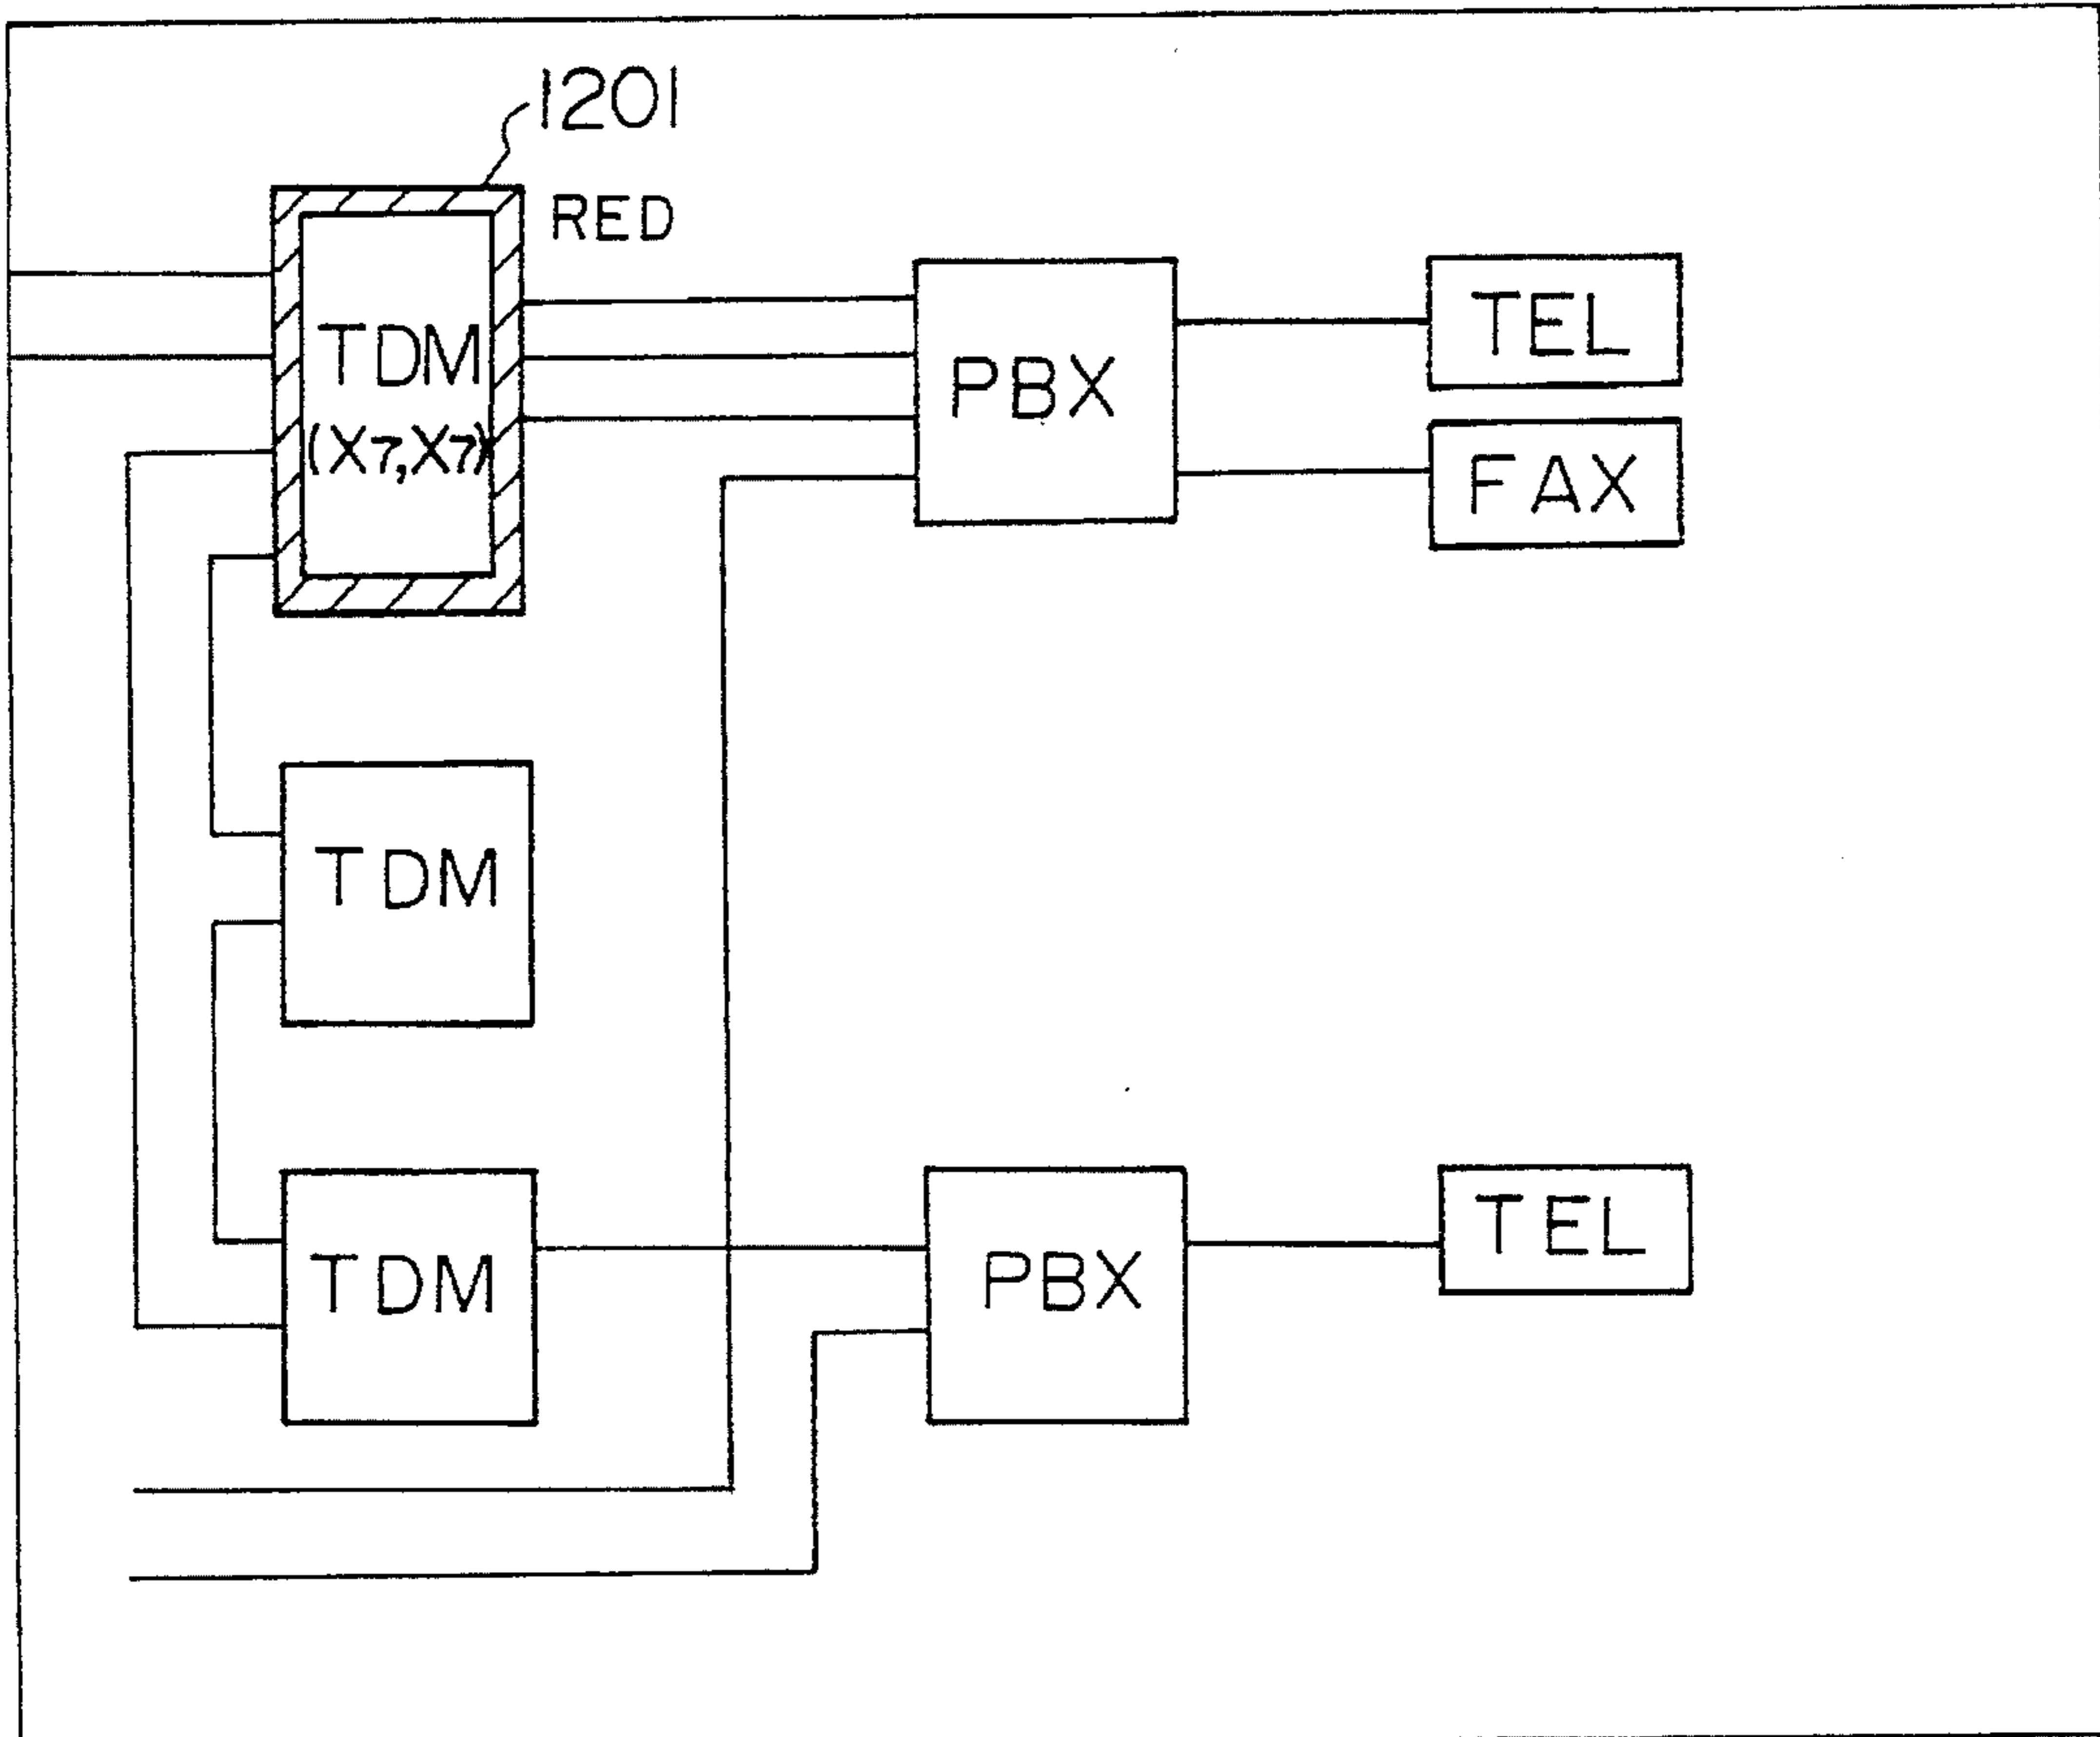 1201
RED
TDM
(X7,X7)
PBX
TEL
FAX
TDM
TDM
PBX
TEL